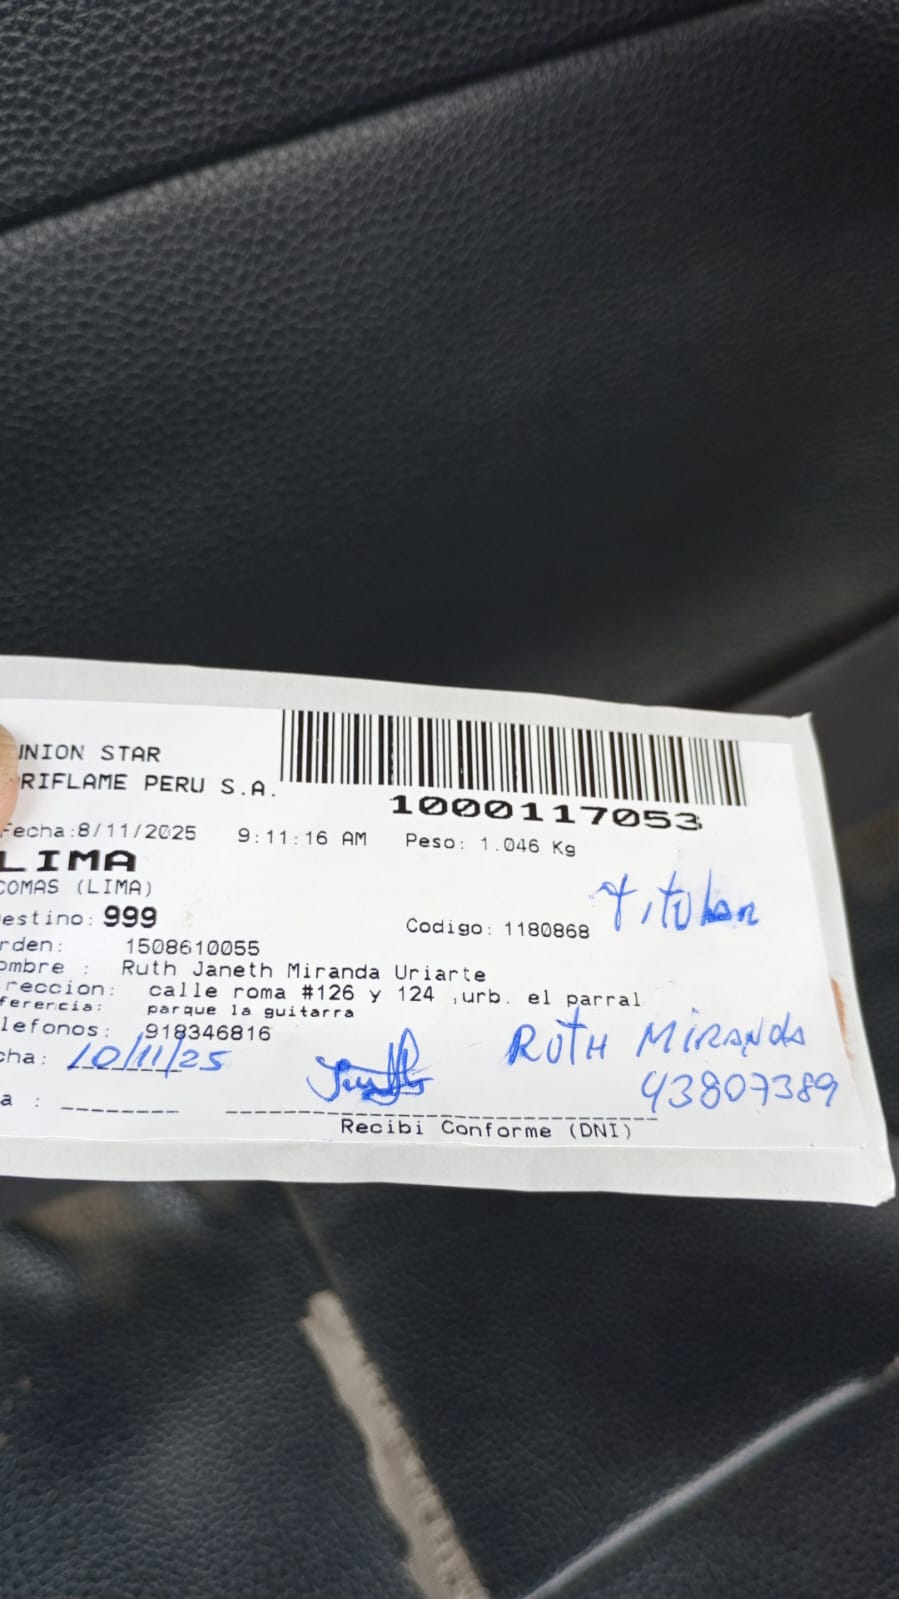 UNION STAR
RIFLAME PERU S.A.
1000117053
Fecha:8/11/2025 9:11:16 AM Peso: 1.046 Kg
LIMA
COMAS (LIMA)
estino: 999 Codigo: 1180868 Titular
rden: 1508610055
ombre : Ruth Janeth Miranda Uriarte
reccion: calle roma #126 y 124 ,urb. el parral
ferencia: parque la guitarra
lefonos: 918346816
cha: 10/11/25 RUTH MIRANDA
43807389
a :
Recibi Conforme (DNI)